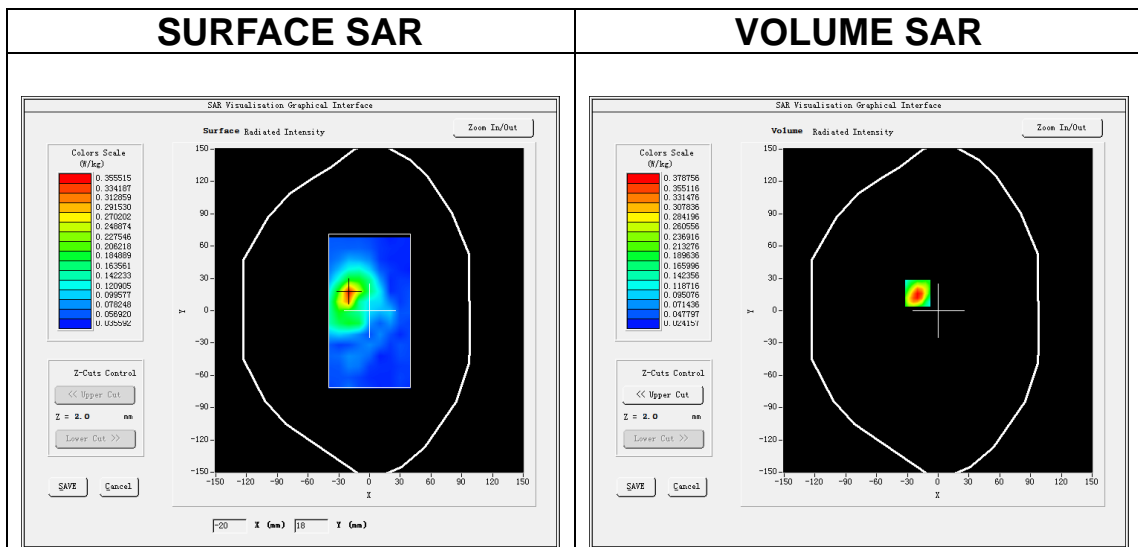 SURFACE SAR
VOLUME SAR
SAR Visualisation Graphical Interface
Surface Radiated Intensity
Zoom In/Out
Colors Scale
(W/kg)
0.355515
0.334187
0.312859
0.291530
0.270202
0.248874
0.227546
0.206218
0.184889
0.163561
0.142233
0.120905
0.099577
0.078248
0.056920
0.035592
150
120
90
60
30
0
-30
-60
-90
-120
-150
Y
-150 -120 -90 -60 -30 0 30 60 90 120 150
X
Z-Cuts Control
<< Upper Cut
Z = 2.0 mm
Lower Cut >>
SAVE Cancel
-20 X (mm) 18 Y (mm)
SAR Visualisation Graphical Interface
Volume Radiated Intensity
Zoom In/Out
Colors Scale
(W/kg)
0.378756
0.355116
0.331476
0.307836
0.284196
0.260556
0.236916
0.213276
0.189636
0.165996
0.142356
0.118716
0.095076
0.071436
0.047797
0.024157
150
120
90
60
30
0
-30
-60
-90
-120
-150
Y
-150 -120 -90 -60 -30 0 30 60 90 120 150
X
Z-Cuts Control
<< Upper Cut
Z = 2.0 mm
Lower Cut >>
SAVE Cancel